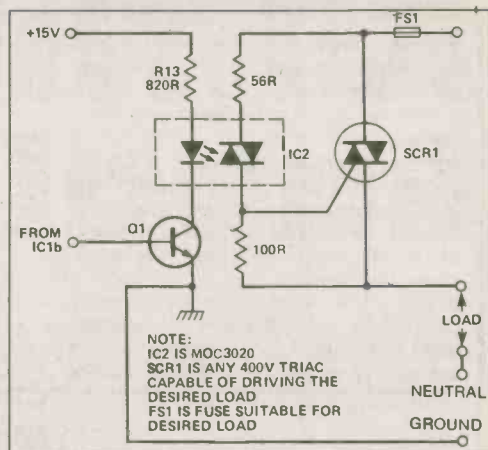 FS1
+15V
R13
820R
56R
IC2
SCR1
FROM
IC1b
Q1
100R
LOAD
NOTE:
IC2 IS MOC3020
SCR1 IS ANY 400V TRIAC
CAPABLE OF DRIVING THE
DESIRED LOAD
FS1 IS FUSE SUITABLE FOR
DESIRED LOAD
NEUTRAL
GROUND